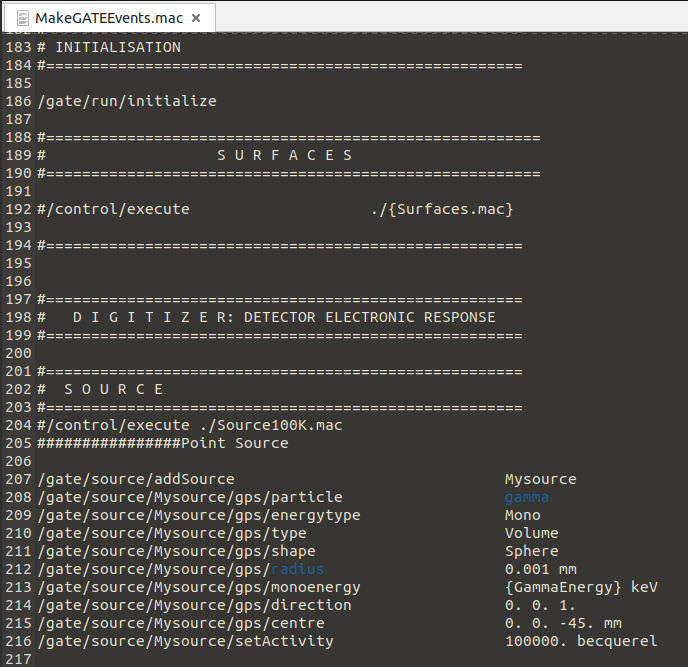 MakeGATEEvents.mac ×
183 # INITIALISATION
184 #=====================================================
185
186 /gate/run/initialize
187
188 #=======================================================
189 # S U R F A C E S
190 #=======================================================
191
192 #/control/execute ./{Surfaces.mac}
193
194 #=====================================================
195
196
197 #=====================================================
198 # D I G I T I Z E R: DETECTOR ELECTRONIC RESPONSE
199 #=====================================================
200
201 #=====================================================
202 # S O U R C E
203 #=====================================================
204 #/control/execute ./Source100K.mac
205 ################Point Source
206
207 /gate/source/addSource Mysource
208 /gate/source/Mysource/gps/particle gamma
209 /gate/source/Mysource/gps/energytype Mono
210 /gate/source/Mysource/gps/type Volume
211 /gate/source/Mysource/gps/shape Sphere
212 /gate/source/Mysource/gps/radius 0.001 mm
213 /gate/source/Mysource/gps/monoenergy {GammaEnergy} keV
214 /gate/source/Mysource/gps/direction 0. 0. 1.
215 /gate/source/Mysource/gps/centre 0. 0. -45. mm
216 /gate/source/Mysource/setActivity 100000. becquerel
217